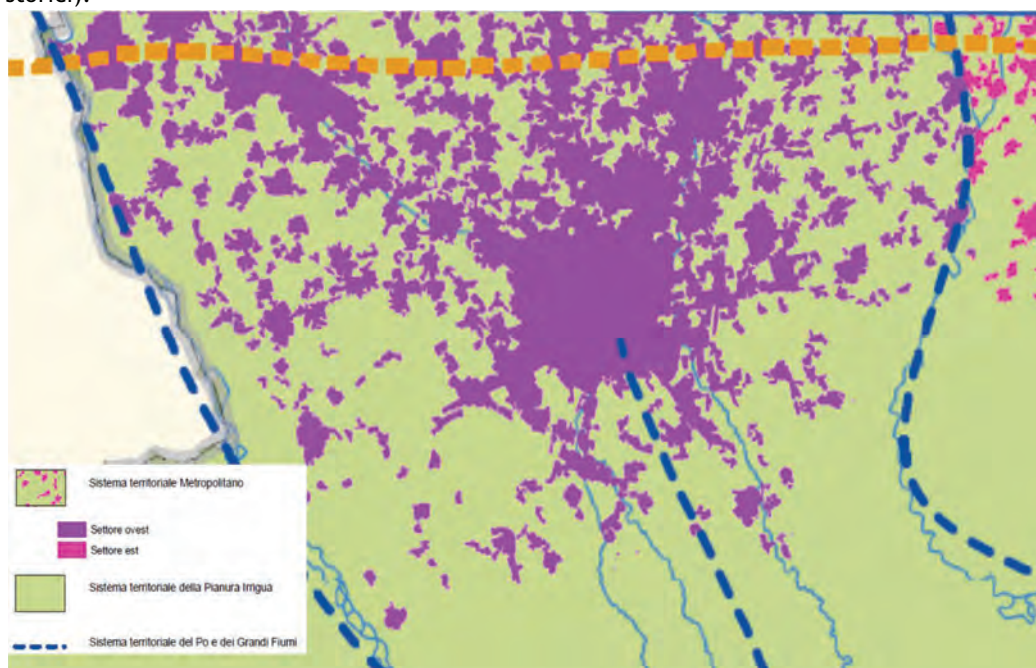 storici).
Sistema territoriale Metropolitano
Settore ovest
Settore est
Sistema territoriale della Pianura Irrigua
Sistema territoriale del Po e dei Grandi Fiumi